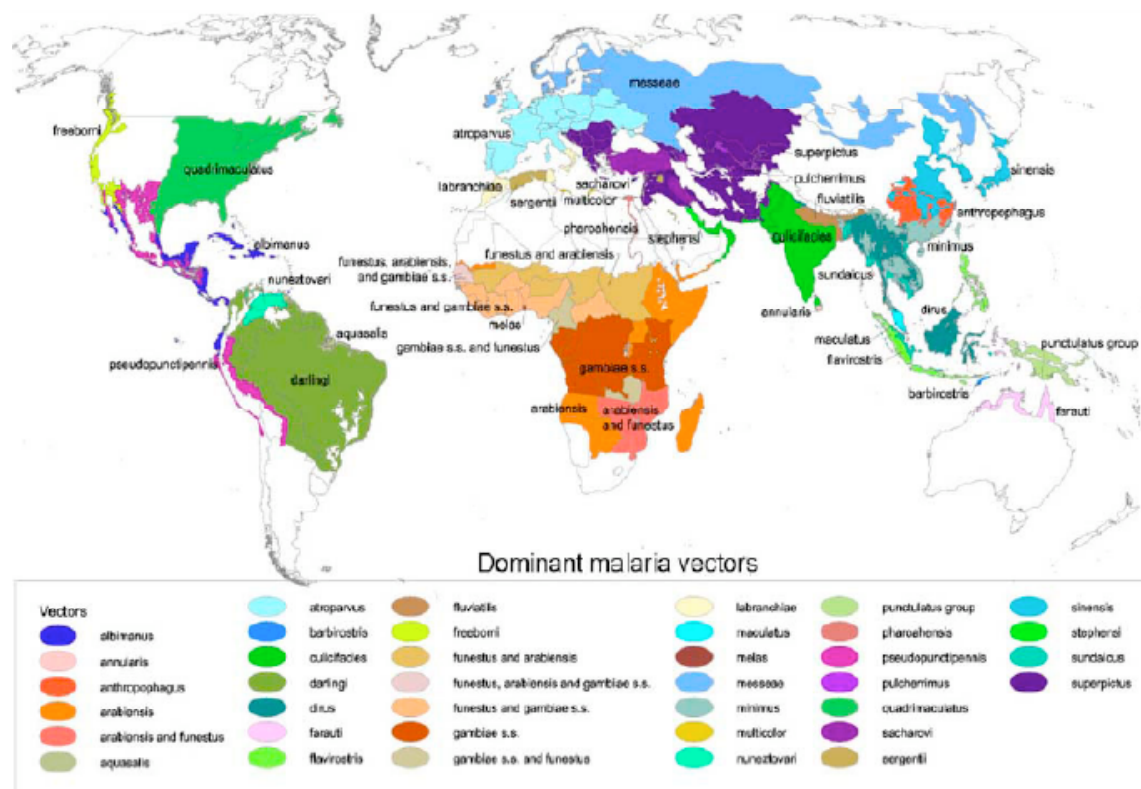 messeae
freeborni
atroparvus
quadrimaculatus
superpictus
sinensis
labranchiae
sacharovi
pulcherrimus
sergentii
multicolor
fluviatilis
anthropophagus
pharoahensis
stephensi
culicifacies
minimus
albimanus
funestus and arabiensis
funestus, arabiensis,
and gambiae s.s.
nuneztovari
sundaicus
funestus and gambiae s.s.
annularis
dirus
melas
aquasalis
gambiae s.s. and funestus
maculatus
punctulatus group
pseudopunctipennis
flavirostris
gambiae s.s.
darlingi
barbirostris
arabiensis
arabiensis
and funestus
farauti
Dominant malaria vectors
Vectors
albimanus
annularis
anthropophagus
arabiensis
arabiensis and funestus
aquasalis
atroparvus
barbirostris
culicifacies
darlingi
dirus
farauti
flavirostris
fluviatilis
freeborni
funestus and arabiensis
funestus, arabiensis and gambiae s.s.
funestus and gambiae s.s.
gambiae s.s.
gambiae s.s. and funestus
labranchiae
maculatus
melas
messeae
minimus
multicolor
nuneztovari
punctulatus group
pharoahensis
pseudopunctipennis
pulcherrimus
quadrimaculatus
sacharovi
sergentii
sinensis
stephensi
sundaicus
superpictus